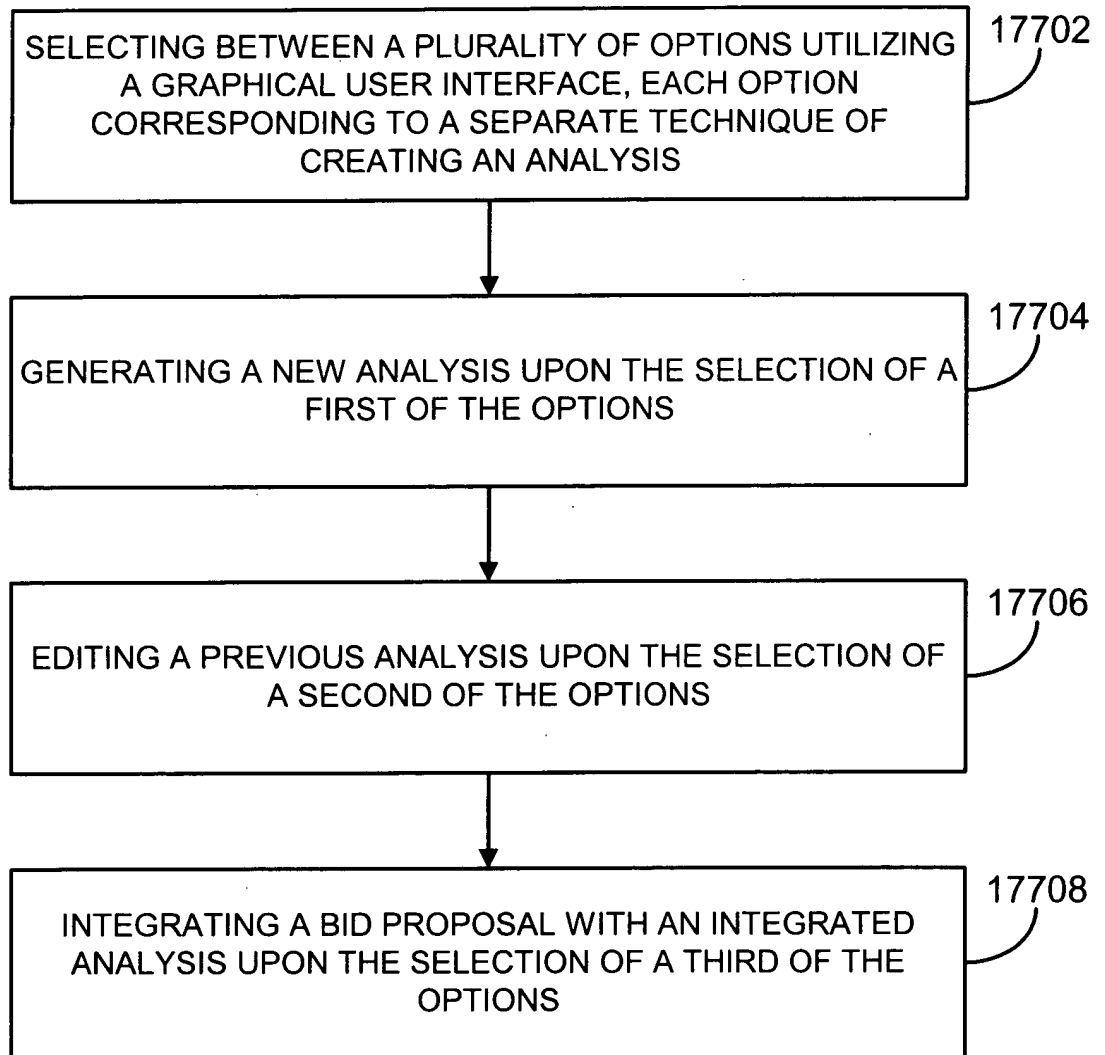 SELECTING BETWEEN A PLURALITY OF OPTIONS UTILIZING
A GRAPHICAL USER INTERFACE, EACH OPTION
CORRESPONDING TO A SEPARATE TECHNIQUE OF
CREATING AN ANALYSIS
17702
GENERATING A NEW ANALYSIS UPON THE SELECTION OF A
FIRST OF THE OPTIONS
17704
EDITING A PREVIOUS ANALYSIS UPON THE SELECTION OF
A SECOND OF THE OPTIONS
17706
INTEGRATING A BID PROPOSAL WITH AN INTEGRATED
ANALYSIS UPON THE SELECTION OF A THIRD OF THE
OPTIONS
17708